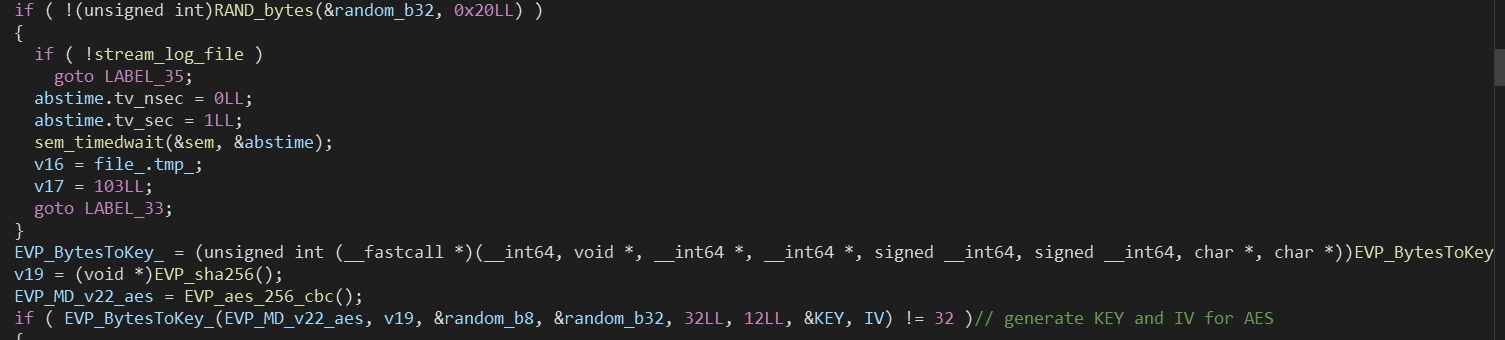 if ( !(unsigned int)RAND_bytes(&random_b32, 0x20LL) )
{
if ( !stream_log_file )
goto LABEL_35;
abstime.tv_nsec = 0LL;
abstime.tv_sec = 1LL;
sem_timedwait(&sem, &abstime);
v16 = file_.tmp_;
v17 = 103LL;
goto LABEL_33;
}
EVP_BytesToKey_ = (unsigned int (__fastcall *)(__int64, void *, __int64 *, __int64 *, signed __int64, signed __int64, char *, char *))EVP_BytesToKey
v19 = (void *)EVP_sha256();
EVP_MD_v22_aes = EVP_aes_256_cbc();
if ( EVP_BytesToKey_(EVP_MD_v22_aes, v19, &random_b8, &random_b32, 32LL, 12LL, &KEY, IV) != 32 )// generate KEY and IV for AES
{